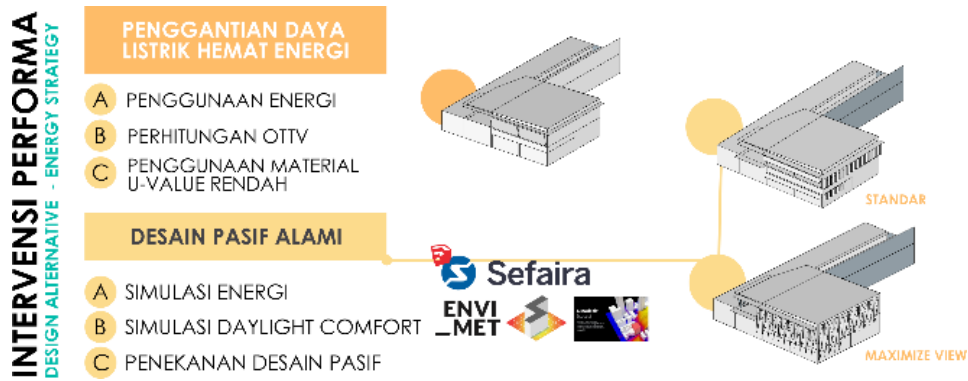 INTERVENSI PERFORMA
DESIGN ALTERNATIVE - ENERGY STRATEGY
PENGGANTIAN DAYA
LISTRIK HEMAT ENERGI
A PENGGUNAAN ENERGI
B PERHITUNGAN OTTV
C PENGGUNAAN MATERIAL
U-VALUE RENDAH
DESAIN PASIF ALAMI
A SIMULASI ENERGI
B SIMULASI DAYLIGHT COMFORT
C PENEKANAN DESAIN PASIF
Sefaira
ENVI
_MET
STANDAR
MAXIMIZE VIEW